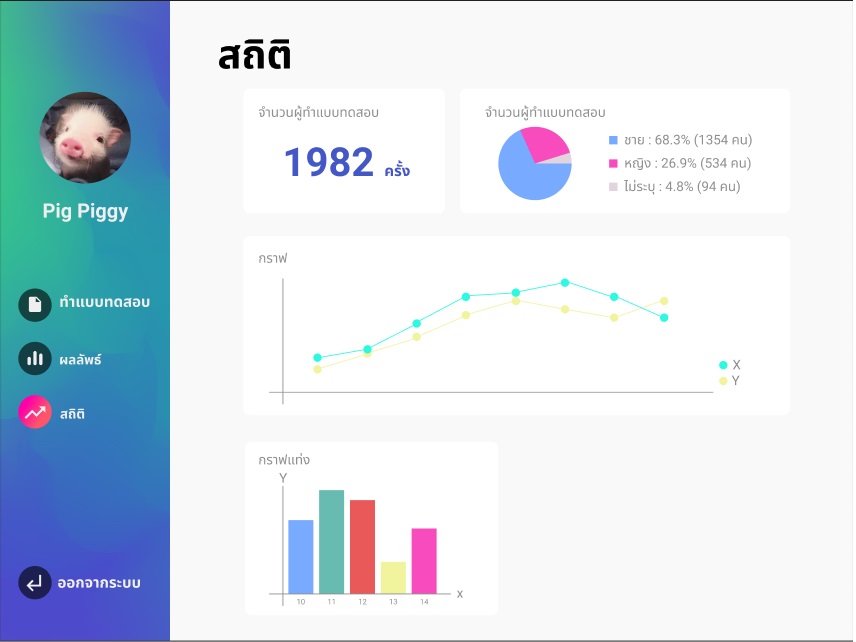 สถิติ
Pig Piggy
ทำแบบทดสอบ
ผลลัพธ์
สถิติ
ออกจากระบบ
จำนวนผู้ทำแบบทดสอบ
1982 ครั้ง
จำนวนผู้ทำแบบทดสอบ
ชาย : 68.3% (1354 คน)
หญิง : 26.9% (534 คน)
ไม่ระบุ : 4.8% (94 คน)
กราฟ
X
Y
กราฟแท่ง
Y
X
10 11 12 13 14